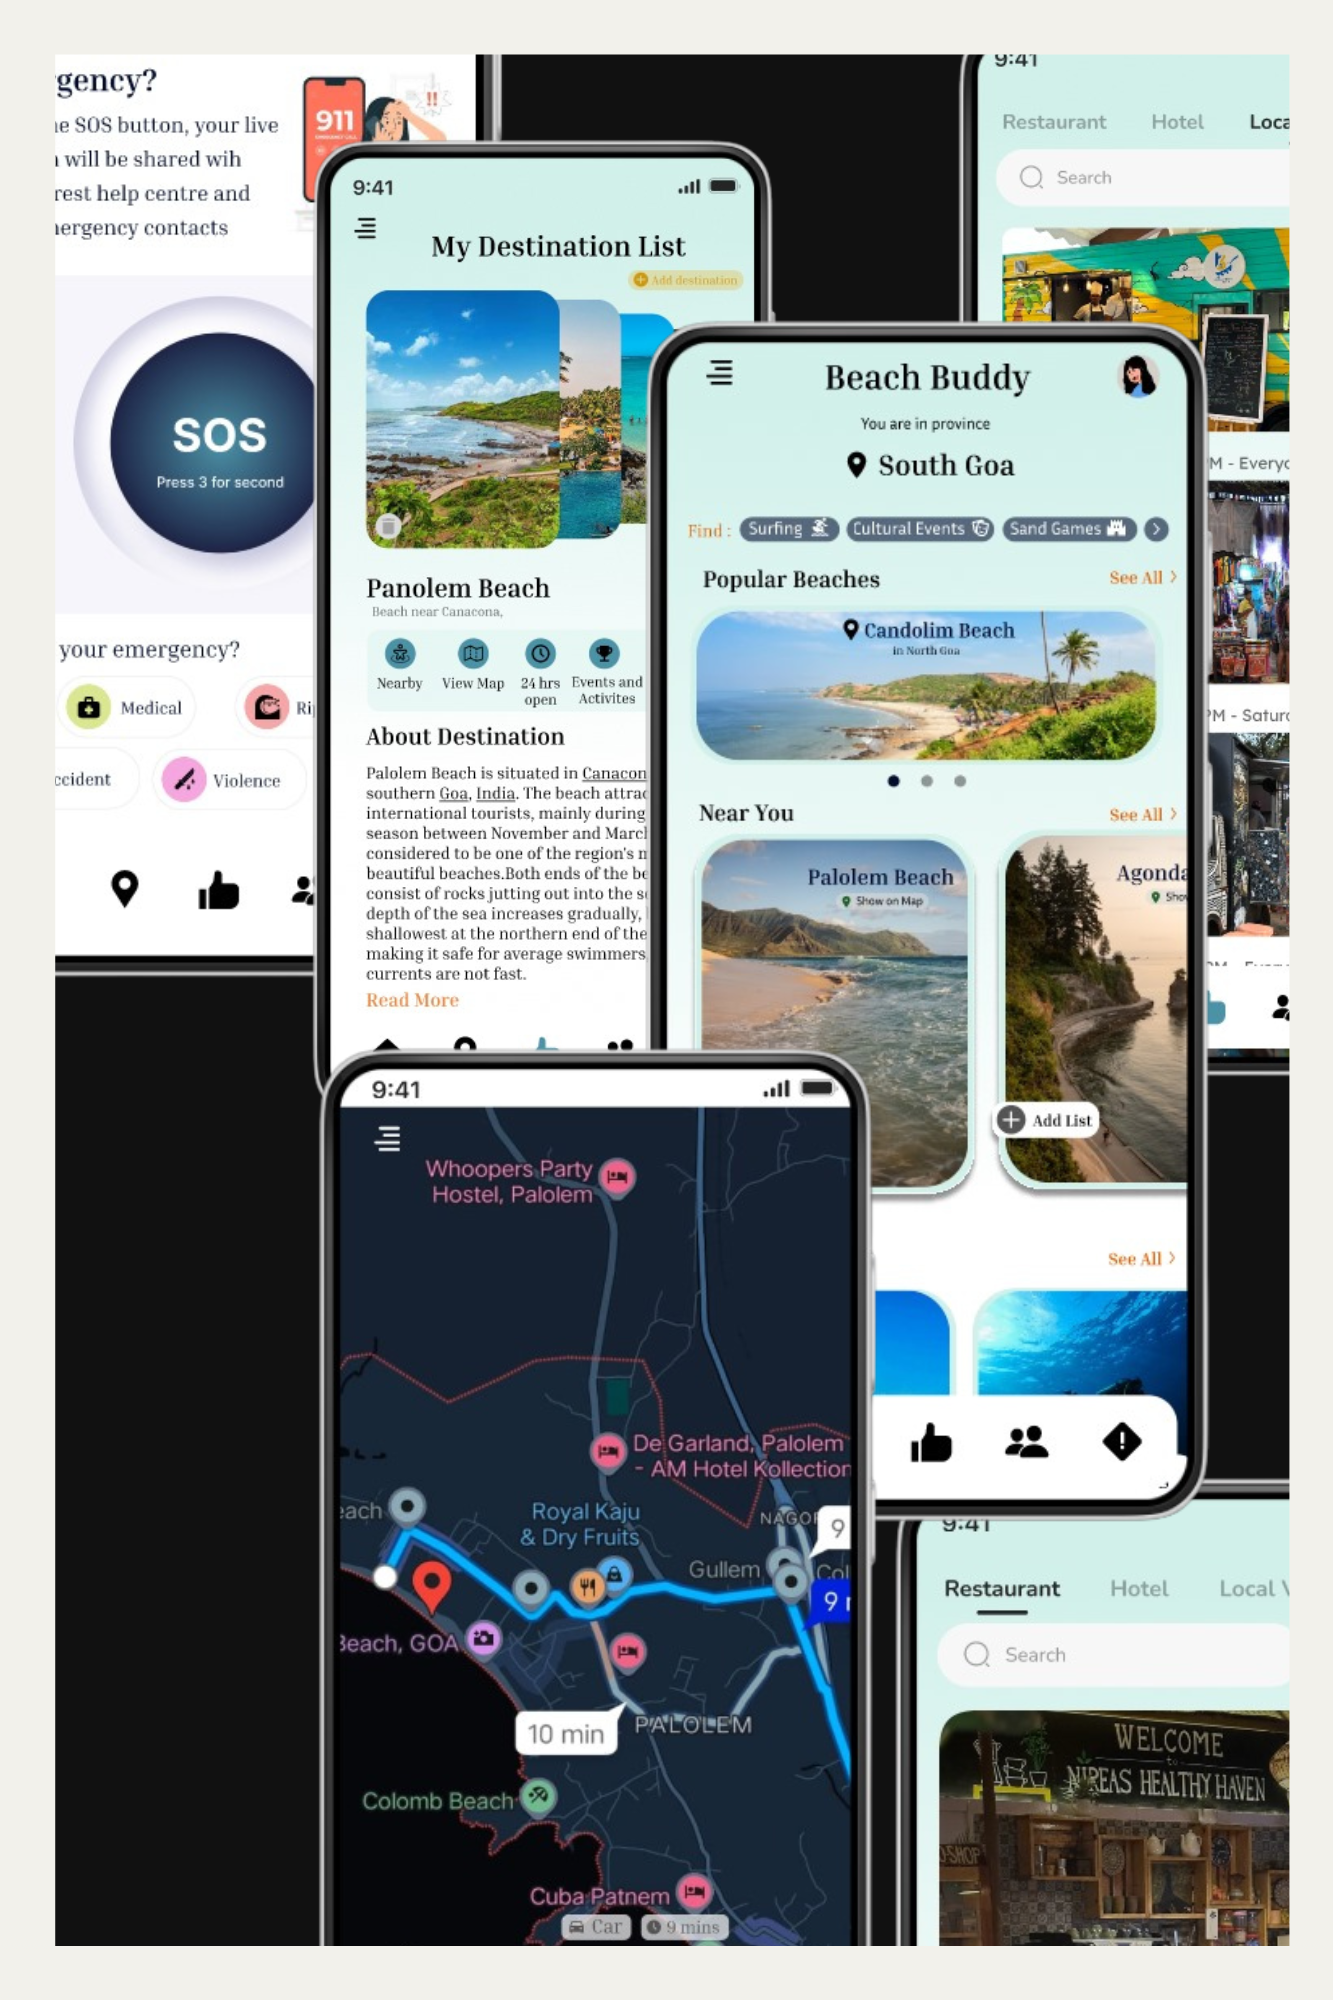 gency?
e SOS button, your live
will be shared wih
rest help centre and
ergency contacts
911
EMERGENCY CALL
!!
SOS
Press 3 for second
your emergency?
Medical
Rip
ccident
Violence
9:41
My Destination List
Add destination
Panolem Beach
Beach near Canacona,
Nearby
View Map
24 hrs
open
Events and
Activites
About Destination
Palolem Beach is situated in Canacon
southern Goa, India. The beach attrac
international tourists, mainly during
season between November and March
considered to be one of the region's m
beautiful beaches.Both ends of the be
consist of rocks jutting out into the s
depth of the sea increases gradually,
shallowest at the northern end of the
making it safe for average swimmers
currents are not fast.
Read More
Beach Buddy
You are in province
South Goa
Find :
Surfing
Cultural Events
Sand Games
Popular Beaches
See All
Candolim Beach
in North Goa
Near You
See All
Palolem Beach
Show on Map
Agonda
Sho
Add List
See All
9:41
Restaurant
Hotel
Loca
Search
M - Everyd
PM - Satur
9:41
Whoopers Party
Hostel, Palolem
De Garland, Palolem
- AM Hotel Kollection
each
Royal Kaju
& Dry Fruits
NAGOR
9
Gullem
Col
9 r
Beach, GOA
10 min
PALOLEM
Colomb Beach
Cuba Patnem
Car
9 mins
9:41
Restaurant
Hotel
Local V
Search
WELCOME
to
NIREAS HEALTHY HAVEN
SHOP